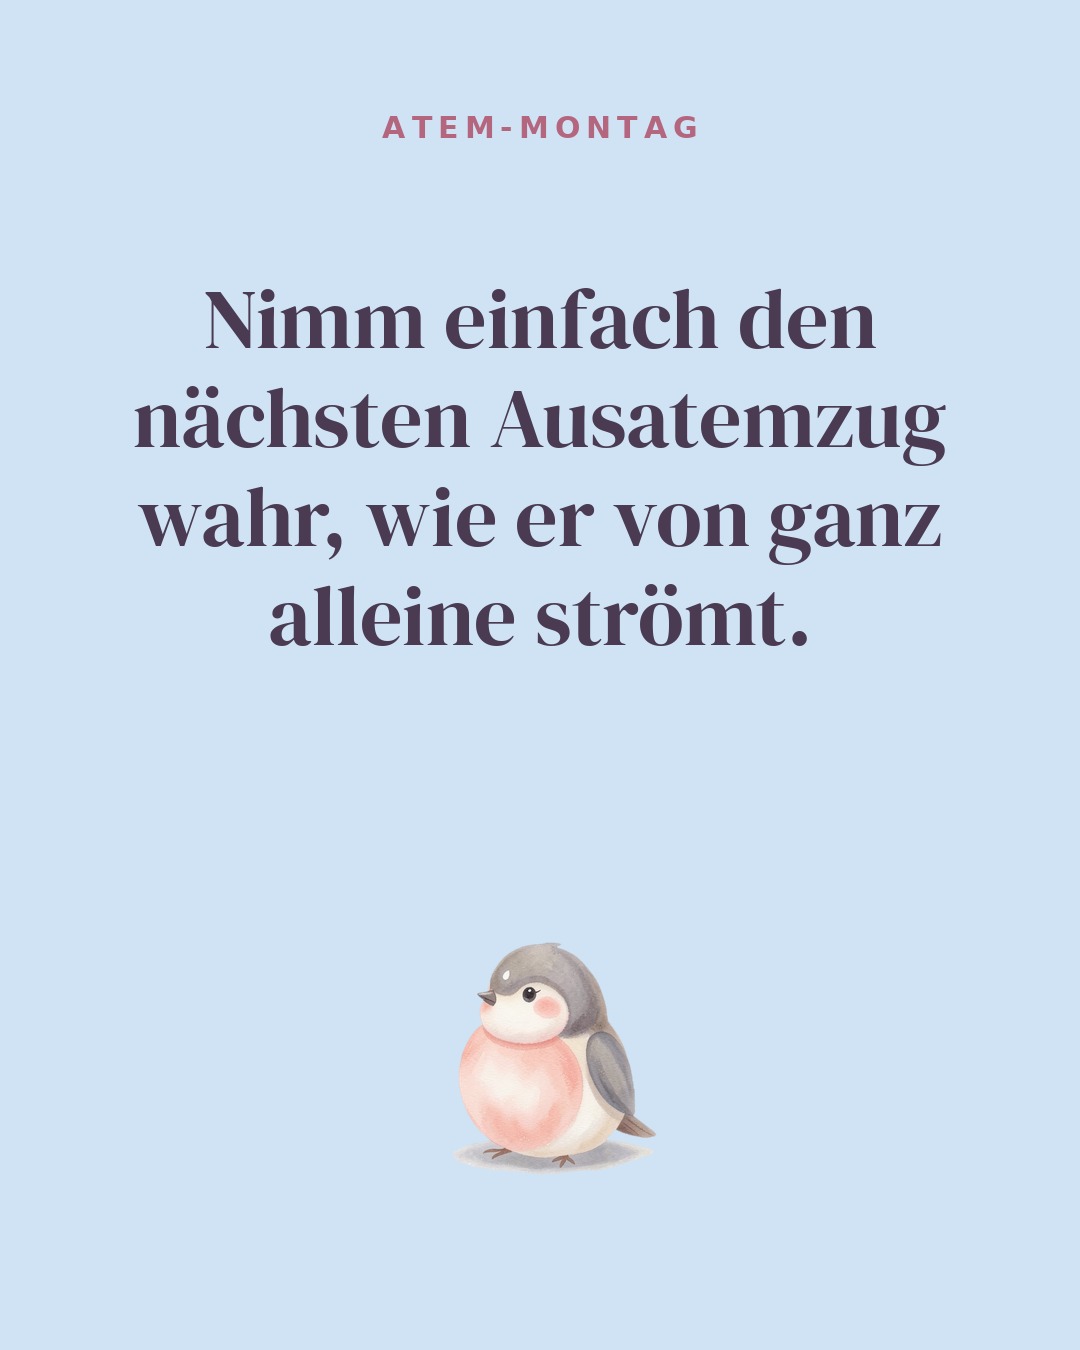 ATEM-MONTAG
Nimm einfach den
nächsten Ausatemzug
wahr, wie er von ganz
alleine strömt.